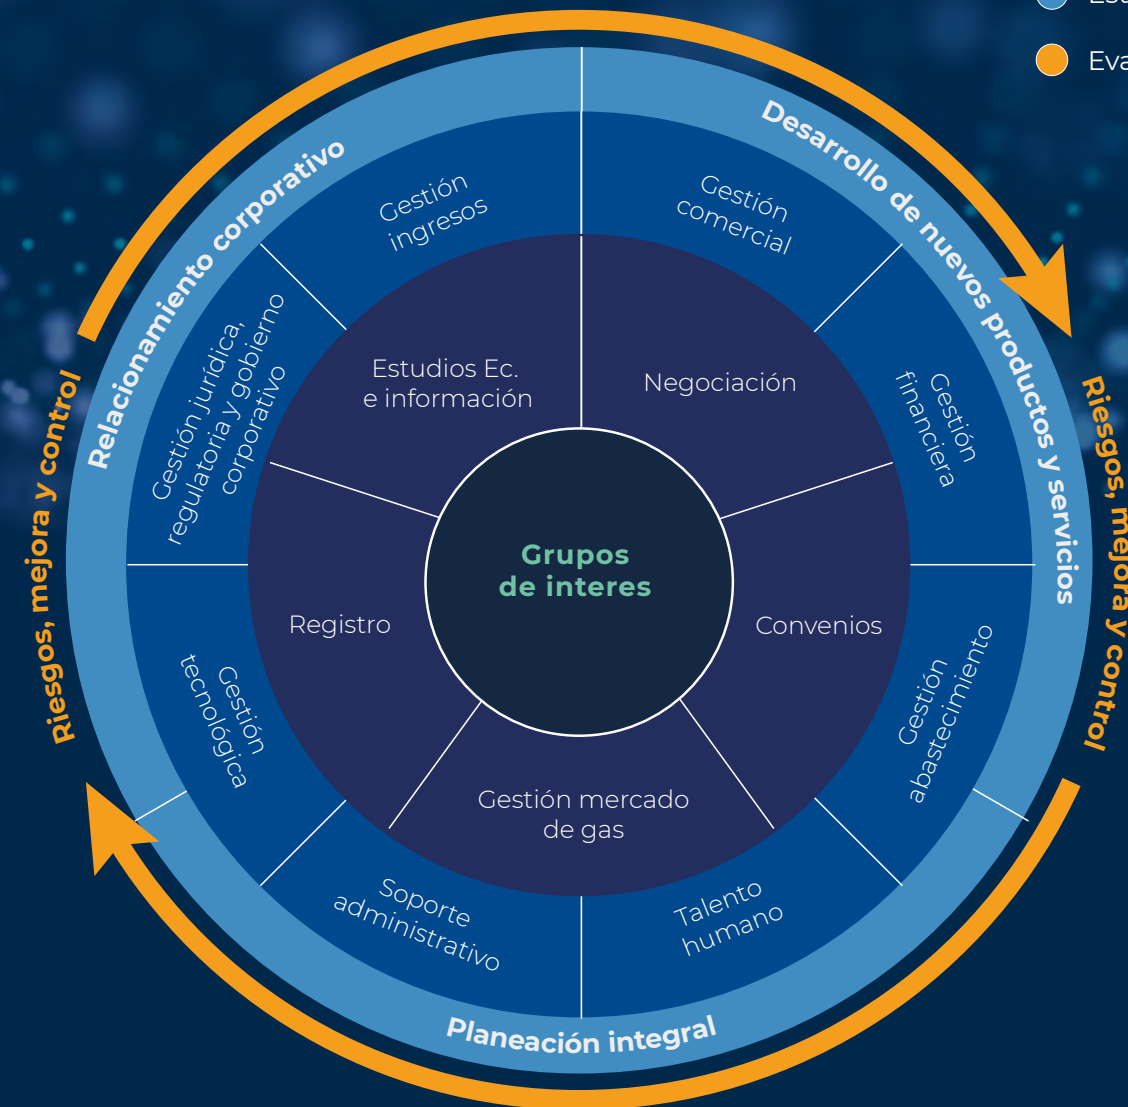 Relacionamiento corporativo
Desarrollo de nuevos productos y servicios
Planeación integral
Riesgos, mejora y control
Riesgos, mejora y control
Gestión
ingresos
Gestión
comercial
Gestión
financiera
Gestión
abastecimiento
Talento
humano
Soporte
administrativo
Gestión
tecnológica
Gestión jurídica,
regulatoria y gobierno
corporativo
Estudios Ec.
e información
Negociación
Convenios
Gestión mercado
de gas
Registro
Grupos
de interes